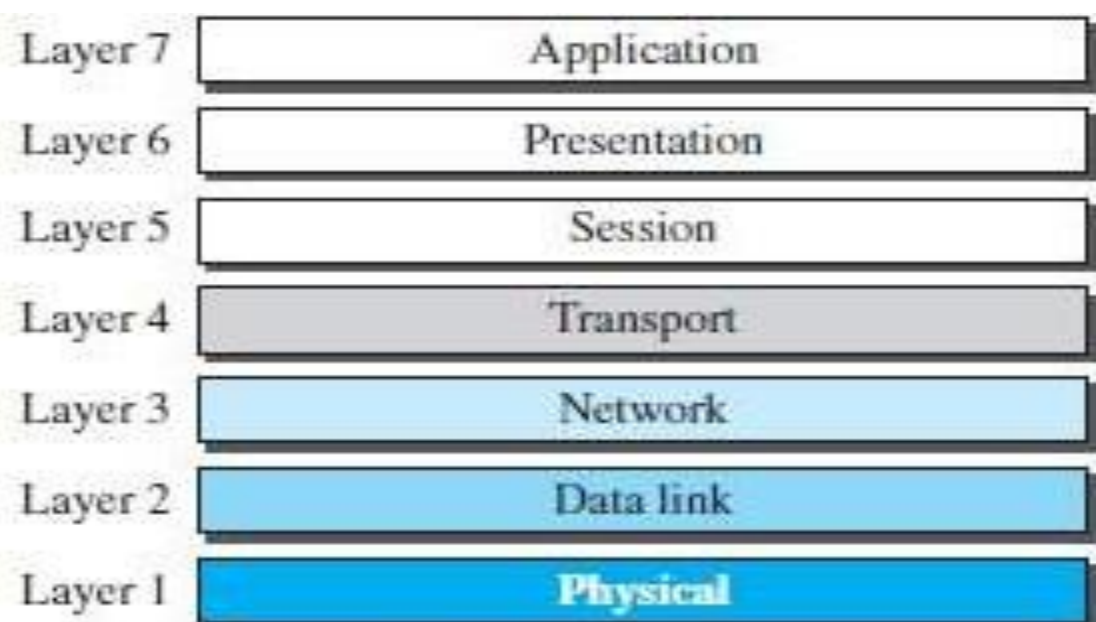 Layer 7 Application
Layer 6 Presentation
Layer 5 Session
Layer 4 Transport
Layer 3 Network
Layer 2 Data link
Layer 1 Physical